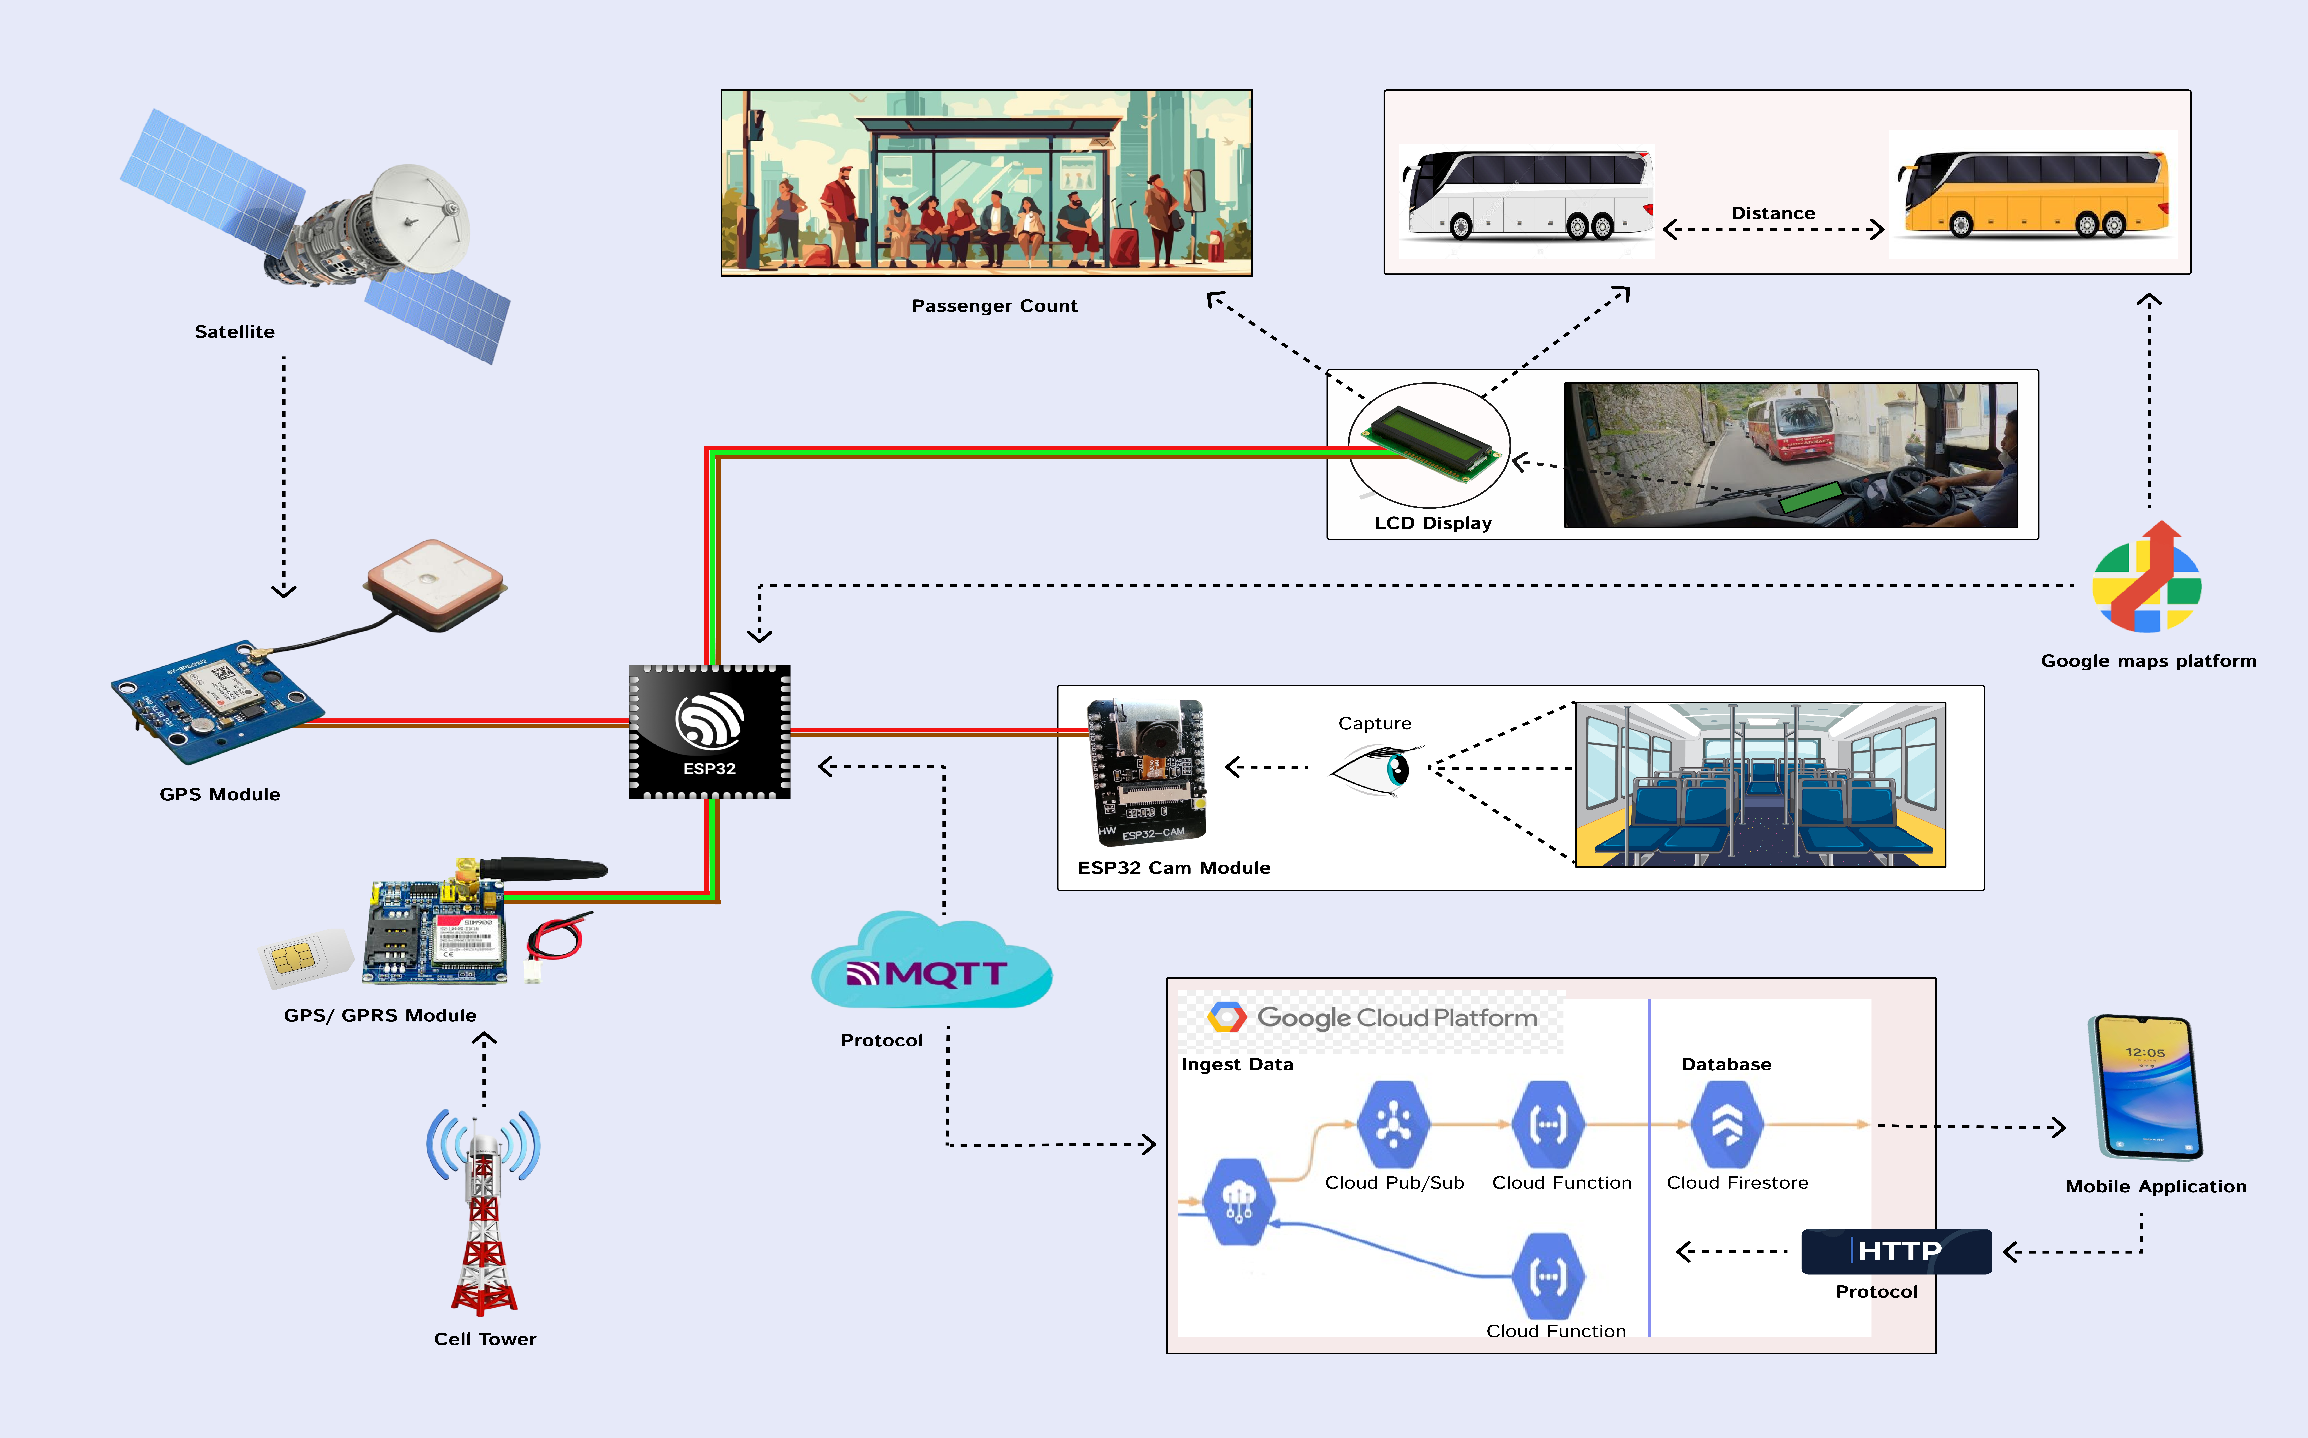 Satellite
Passenger Count
Distance
LCD Display
Google maps platform
GPS Module
ESP32
Capture
HW
ESP32-CAM
ESP32 Cam Module
SIM900
GPS/ GPRS Module
MQTT
Protocol
Google Cloud Platform
Ingest Data
Database
12:05
Cloud Pub/Sub
Cloud Function
Cloud Firestore
Mobile Application
HTTP
Protocol
Cloud Function
Cell Tower